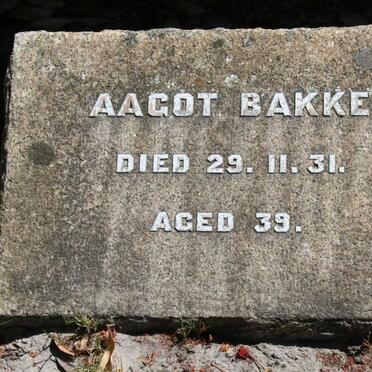 AAGOT BAKKE
DIED 29. 11. 31.
AGED 39.